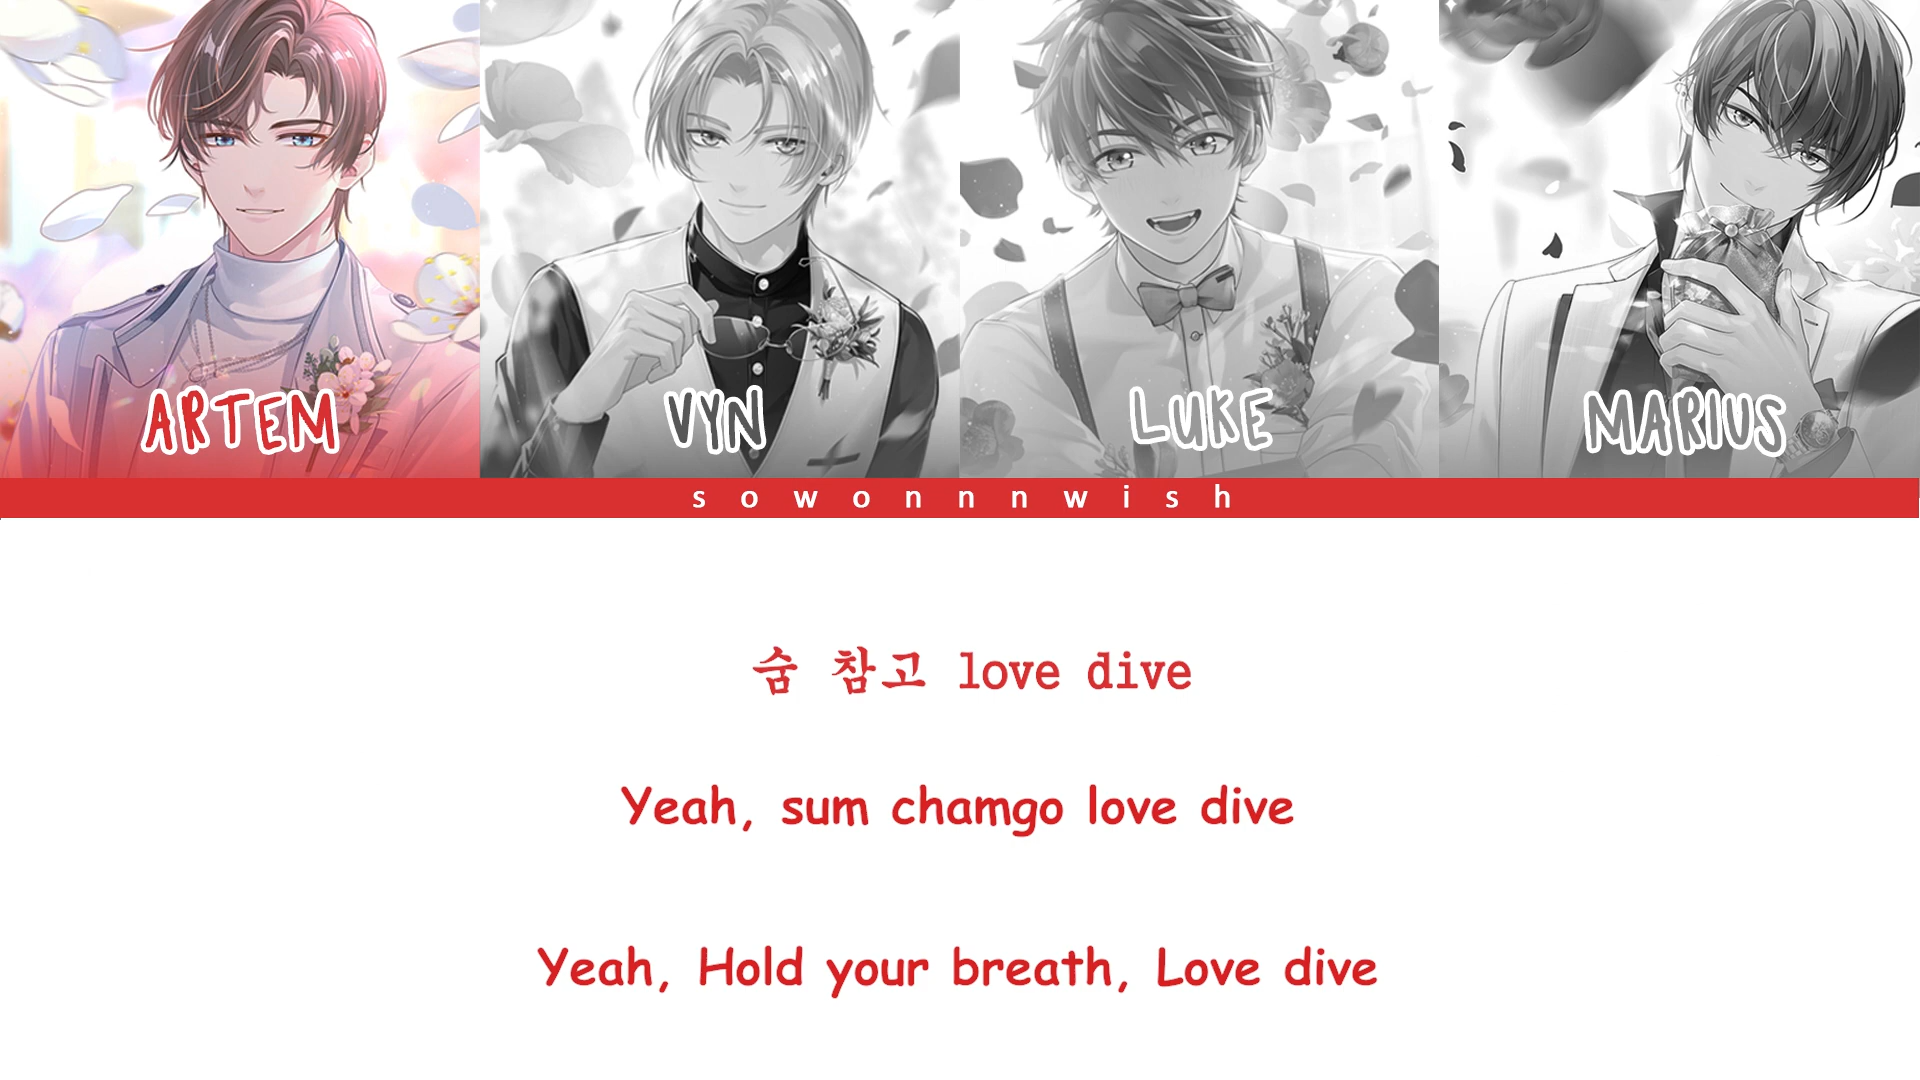 ARTEM
VYN
LUKE
MARIUS
sowonnnwish
숨 참고 love dive
Yeah, sum chamgo love dive
Yeah, Hold your breath, Love dive